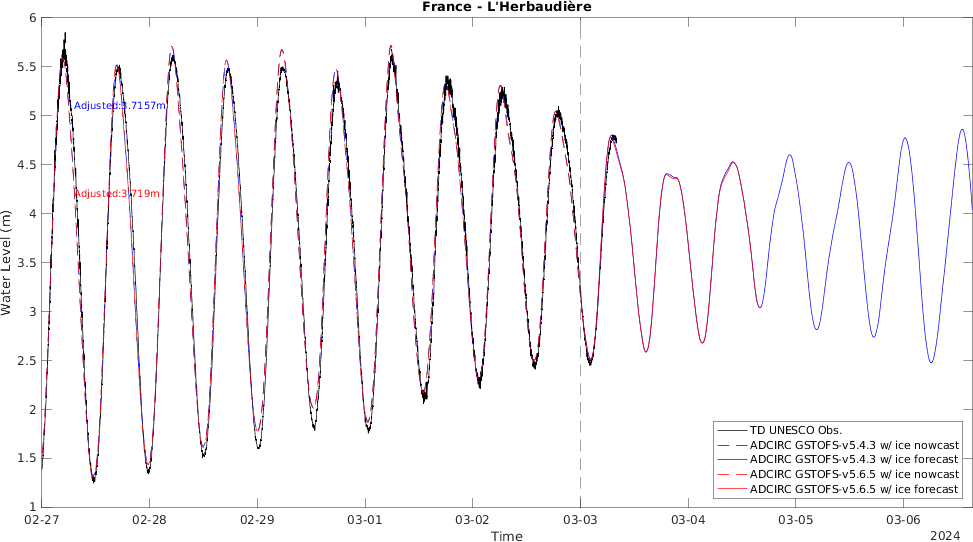 France - L'Herbaudière
6
5.5
5
4.5
4
3.5
3
2.5
2
1.5
1
Water Level (m)
Adjusted:3.7157m
Adjusted:3.719m
TD UNESCO Obs.
ADCIRC GSTOFS-v5.4.3 w/ ice nowcast
ADCIRC GSTOFS-v5.4.3 w/ ice forecast
ADCIRC GSTOFS-v5.6.5 w/ ice nowcast
ADCIRC GSTOFS-v5.6.5 w/ ice forecast
02-27 02-28 02-29 03-01 03-02 03-03 03-04 03-05 03-06
Time
2024